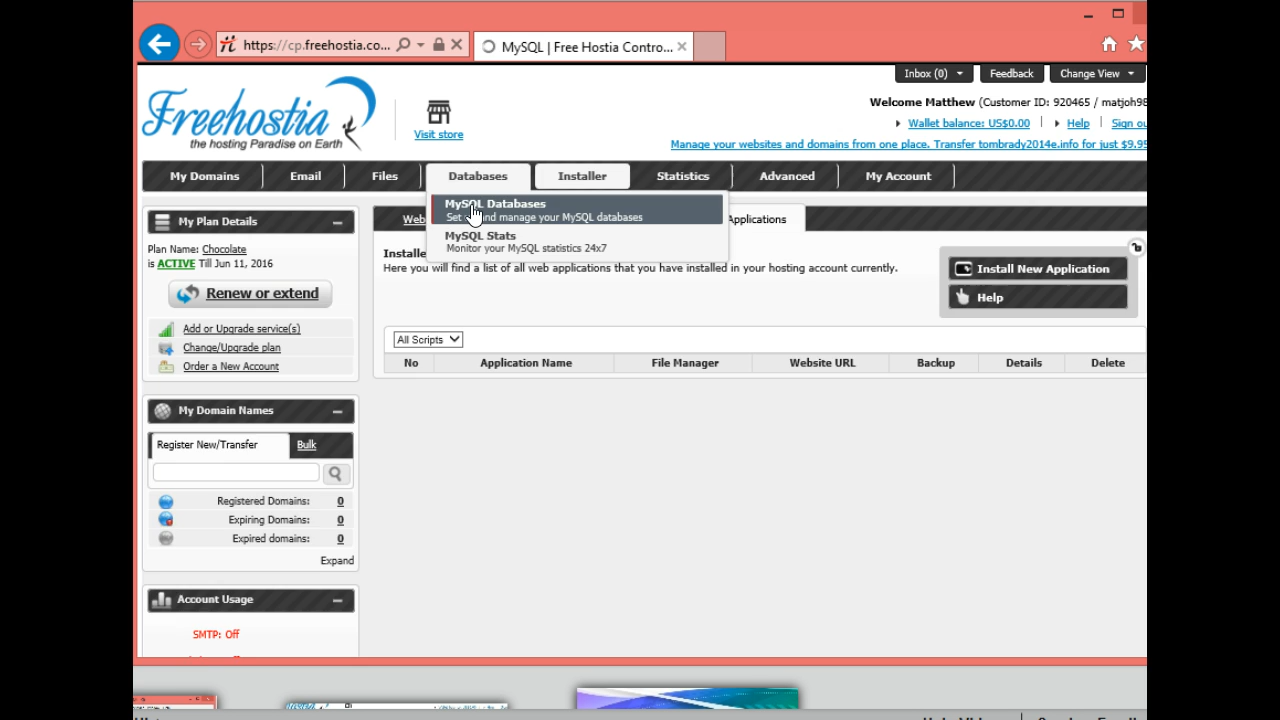 https://cp.freehostia.co...
MySQL | Free Hostia Contro...
Inbox (0)
Feedback
Change View
Freehostia
the hosting Paradise on Earth
Visit store
Welcome Matthew (Customer ID: 920465 / matjoh98
Wallet balance: US$0.00
Help
Sign ou
Manage your websites and domains from one place. Transfer tombrady2014e.info for just $9.95
My Domains
Email
Files
Databases
Installer
Statistics
Advanced
My Account
MySQL Databases
Set nd manage your MySQL databases
MySQL Stats
Monitor your MySQL statistics 24x7
My Plan Details
Plan Name: Chocolate
is ACTIVE Till Jun 11, 2016
Renew or extend
Add or Upgrade service(s)
Change/Upgrade plan
Order a New Account
Web
Applications
Installe
Here you will find a list of all web applications that you have installed in your hosting account currently.
Install New Application
Help
All Scripts
No
Application Name
File Manager
Website URL
Backup
Details
Delete
My Domain Names
Register New/Transfer
Bulk
Registered Domains: 0
Expiring Domains: 0
Expired domains: 0
Expand
Account Usage
SMTP: Off